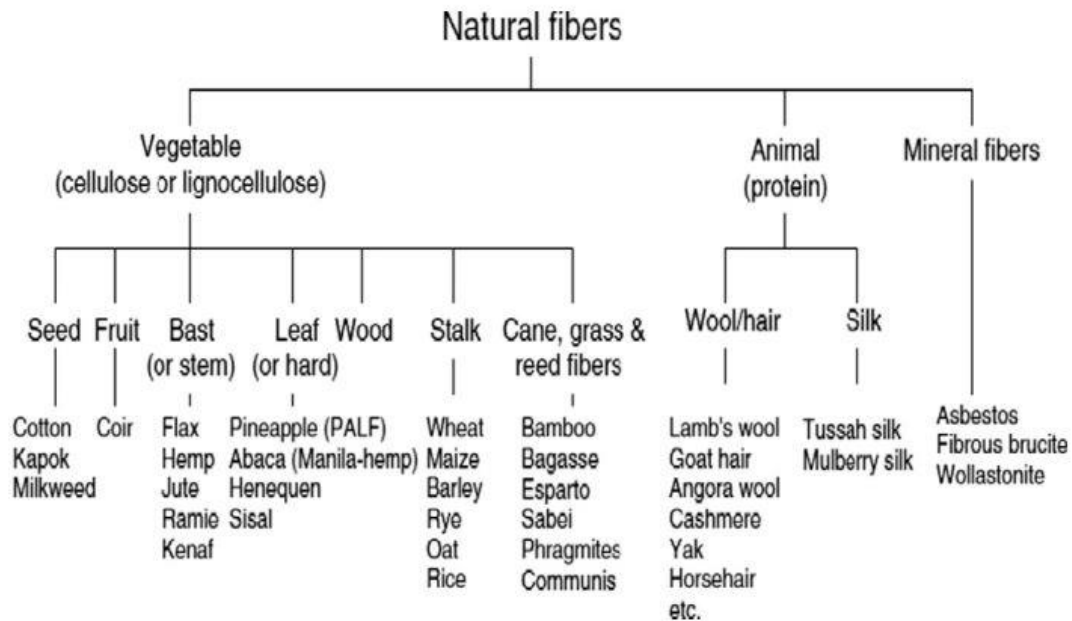 Natural fibers
Vegetable
(cellulose or lignocellulose)
Animal
(protein)
Mineral fibers
Seed
Fruit
Bast
(or stem)
Leaf
(or hard)
Wood
Stalk
Cane, grass &
reed fibers
Wool/hair
Silk
Cotton
Kapok
Milkweed
Coir
Flax
Hemp
Jute
Ramie
Kenaf
Pineapple (PALF)
Abaca (Manila-hemp)
Henequen
Sisal
Wheat
Maize
Barley
Rye
Oat
Rice
Bamboo
Bagasse
Esparto
Sabei
Phragmites
Communis
Lamb's wool
Goat hair
Angora wool
Cashmere
Yak
Horsehair
etc.
Tussah silk
Mulberry silk
Asbestos
Fibrous brucite
Wollastonite